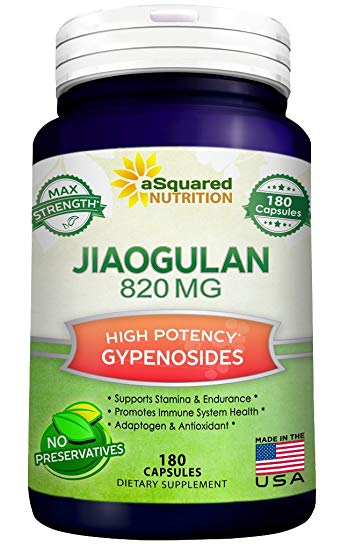 aSquared
NUTRITION
MAX
STRENGTH*
180
Capsules
JIAOGULAN
820 MG
HIGH POTENCY
GYPENOSIDES
• Supports Stamina & Endurance *
• Promotes Immune System Health *
• Adaptogen & Antioxidant *
NO
PRESERVATIVES
180
CAPSULES
DIETARY SUPPLEMENT
MADE IN THE
USA